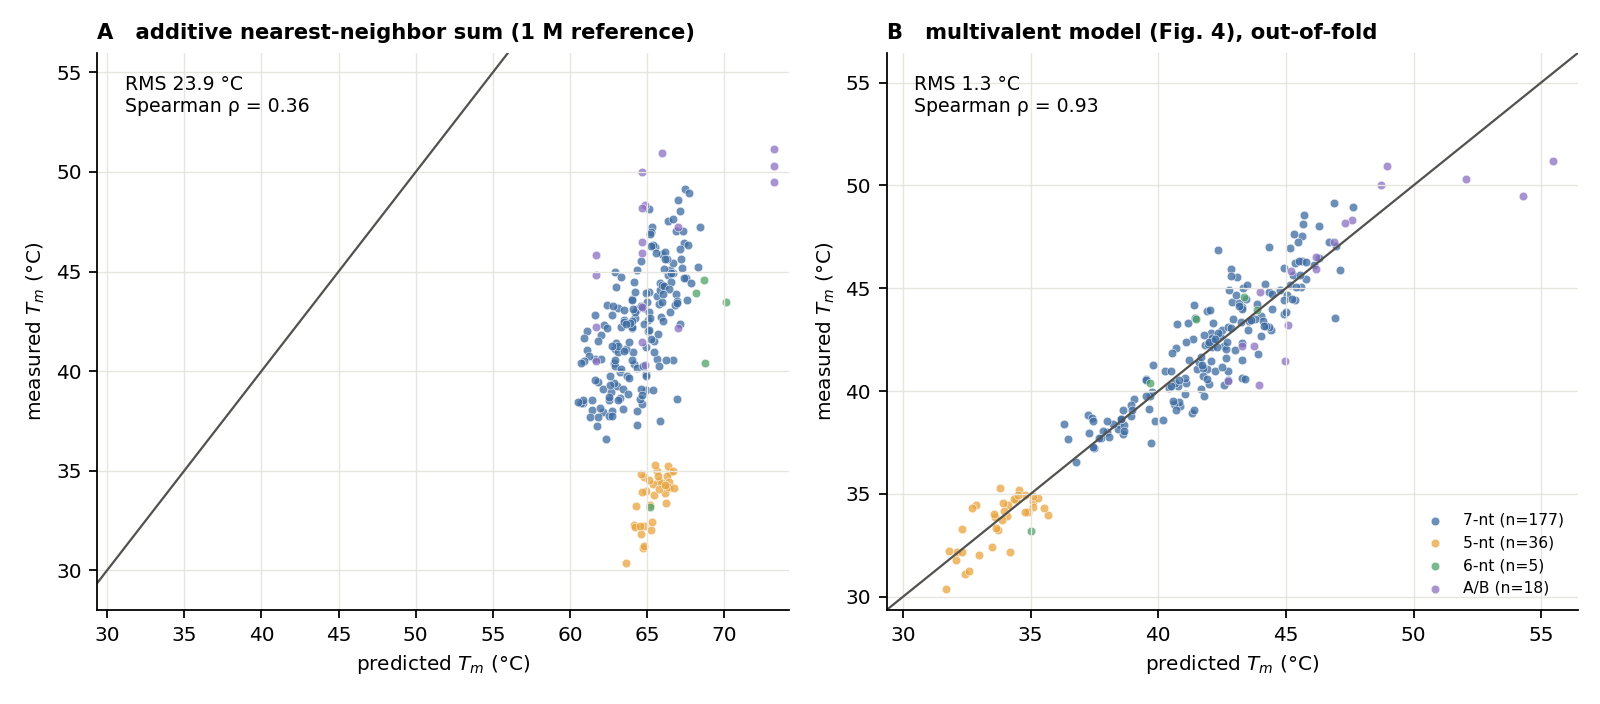 A additive nearest-neighbor sum (1 M reference)
RMS 23.9 °C
Spearman ρ = 0.36
55
50
45
40
35
30
measured Tm (°C)
30 35 40 45 50 55 60 65 70
predicted Tm (°C)
B multivalent model (Fig. 4), out-of-fold
RMS 1.3 °C
Spearman ρ = 0.93
55
50
45
40
35
30
measured Tm (°C)
7-nt (n=177)
5-nt (n=36)
6-nt (n=5)
A/B (n=18)
30 35 40 45 50 55
predicted Tm (°C)